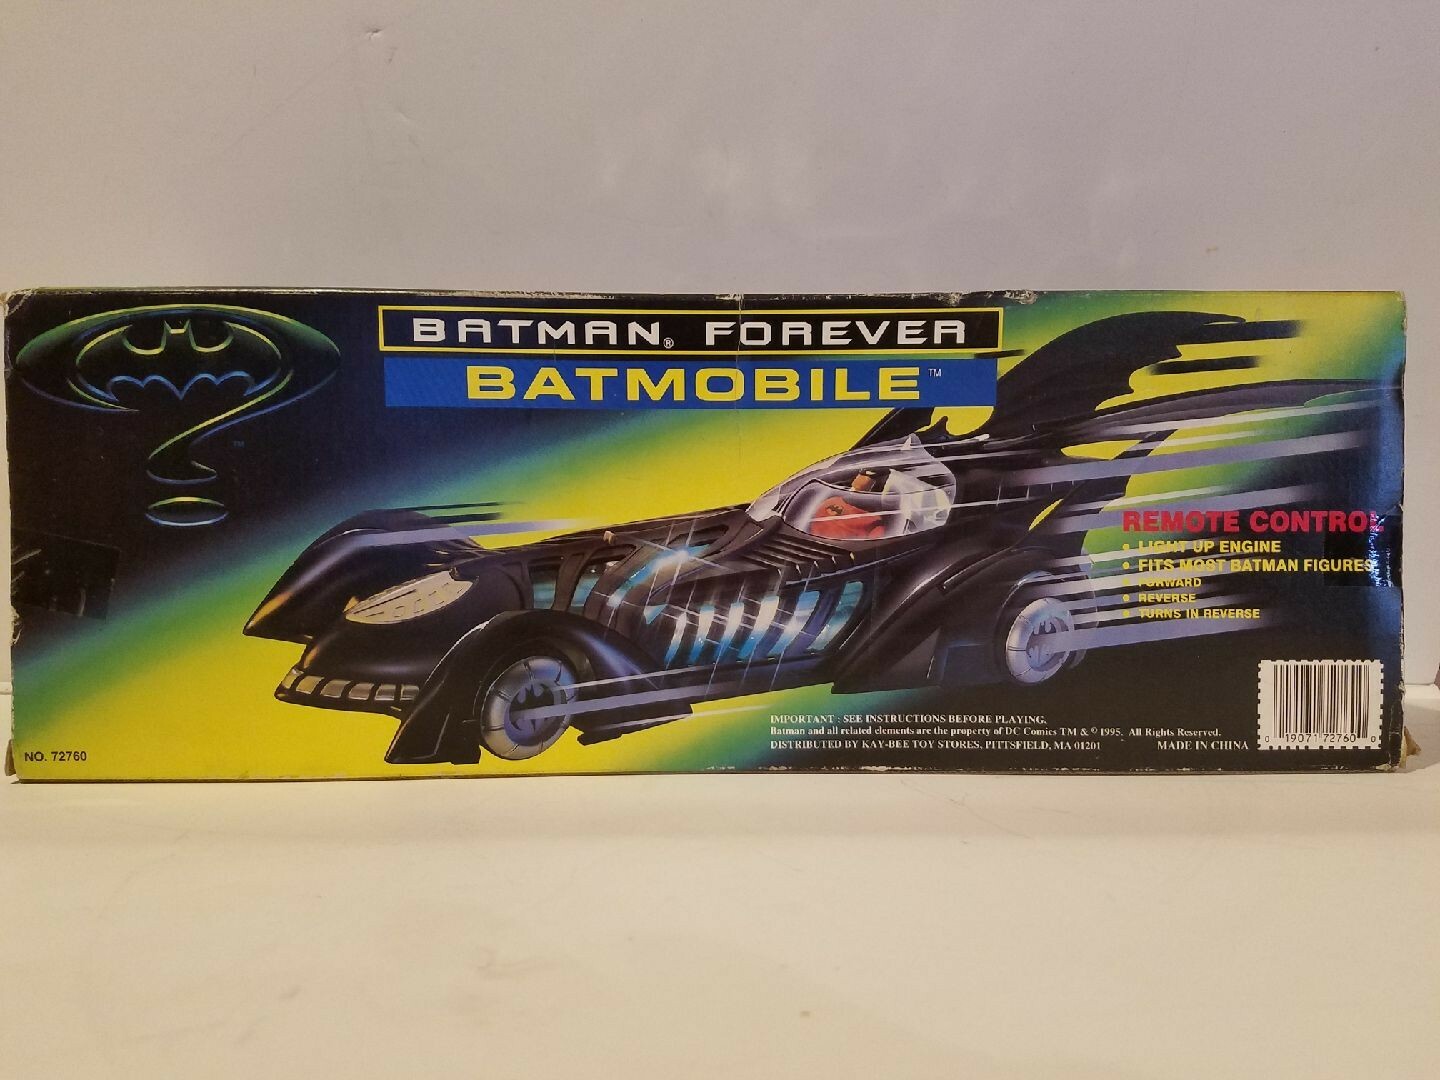 BATMAN® FOREVER
BATMOBILE™
™
REMOTE CONTROL
• LIGHT UP ENGINE
• FITS MOST BATMAN FIGURES
• FORWARD
• REVERSE
• TURNS IN REVERSE
IMPORTANT : SEE INSTRUCTIONS BEFORE PLAYING.
Batman and all related elements are the property of DC Comics TM & © 1995. All Rights Reserved.
DISTRIBUTED BY KAY-BEE TOY STORES, PITTSFIELD, MA 01201 MADE IN CHINA
0 19071 72760 0
NO. 72760